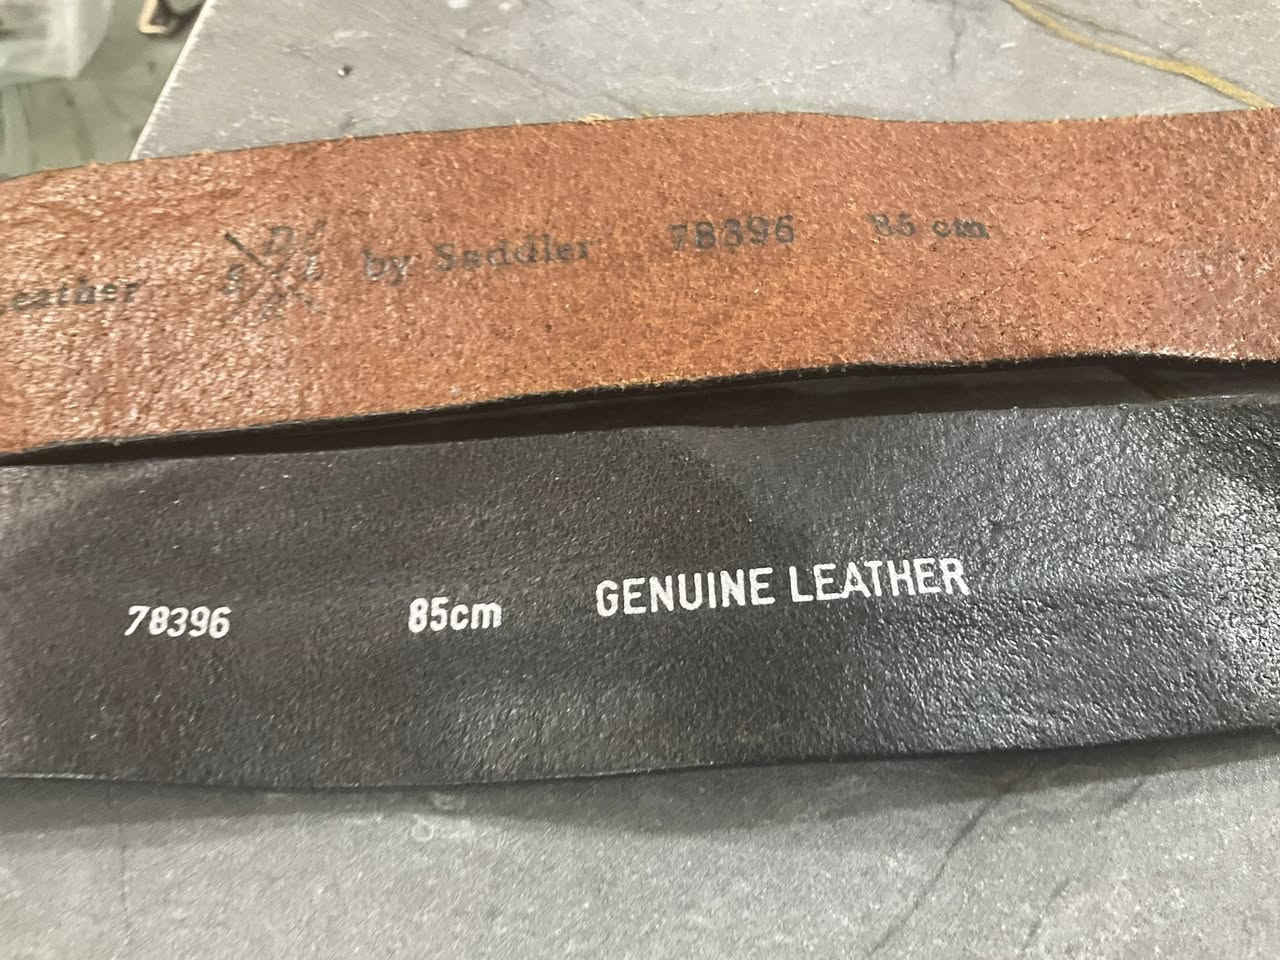 eather by Saddler 78396 85 cm
78396 85cm GENUINE LEATHER